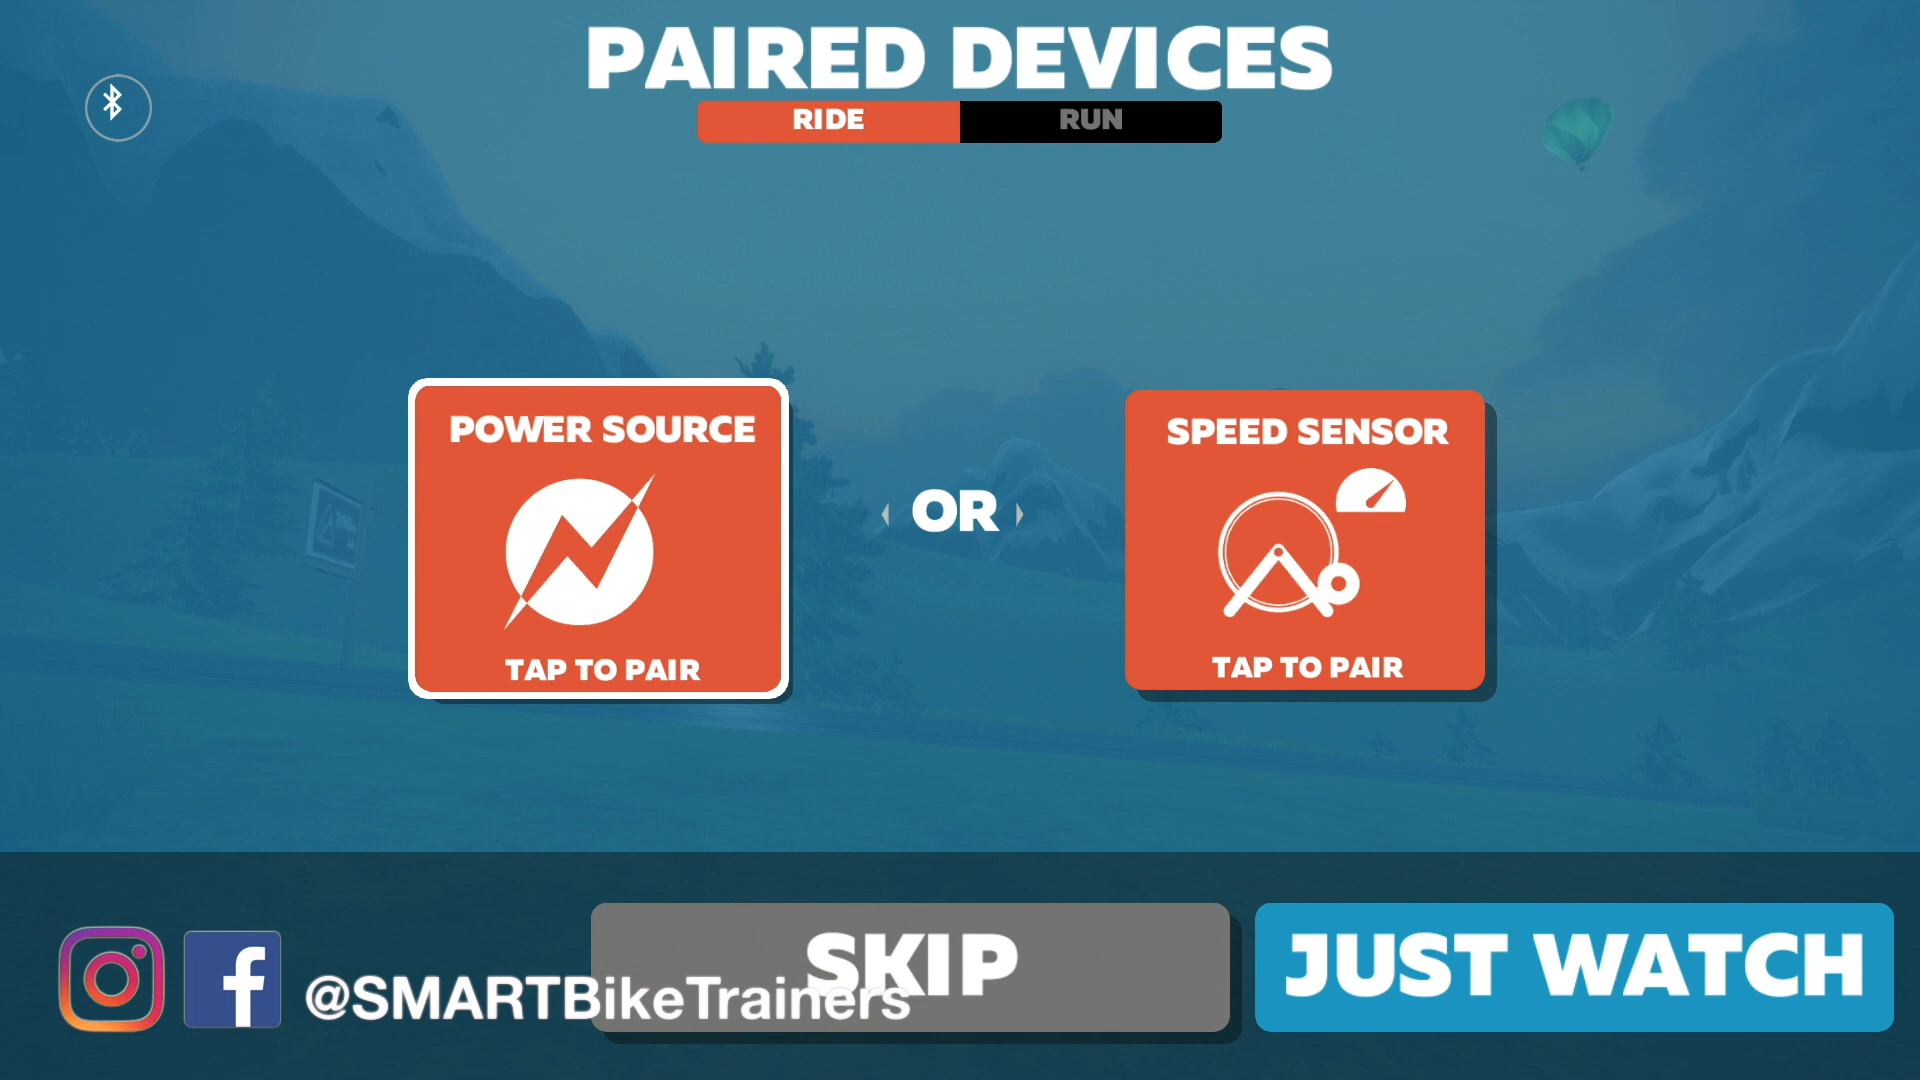 PAIRED DEVICES
RIDE
RUN
POWER SOURCE
TAP TO PAIR
OR
SPEED SENSOR
TAP TO PAIR
SKIP
JUST WATCH
@SMARTBikeTrainers